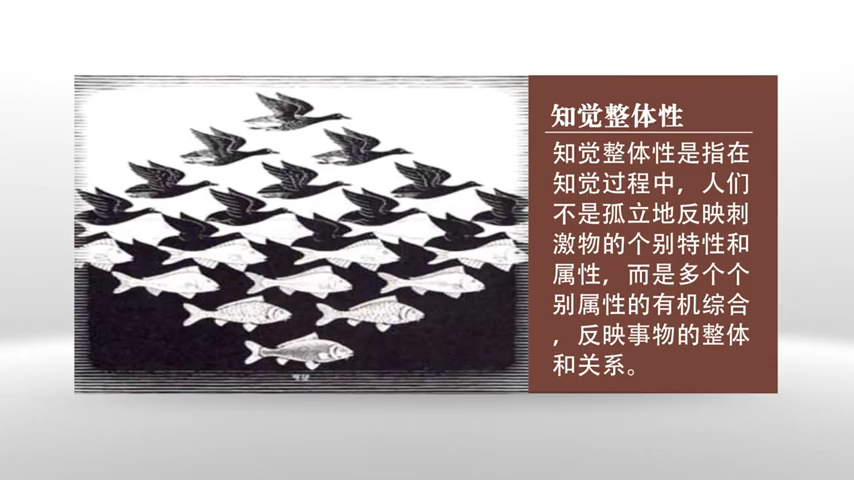 知觉整体性
知觉整体性是指在
知觉过程中，人们
不是孤立地反映刺
激物的个别特性和
属性，而是多个个
别属性的有机综合
，反映事物的整体
和关系。